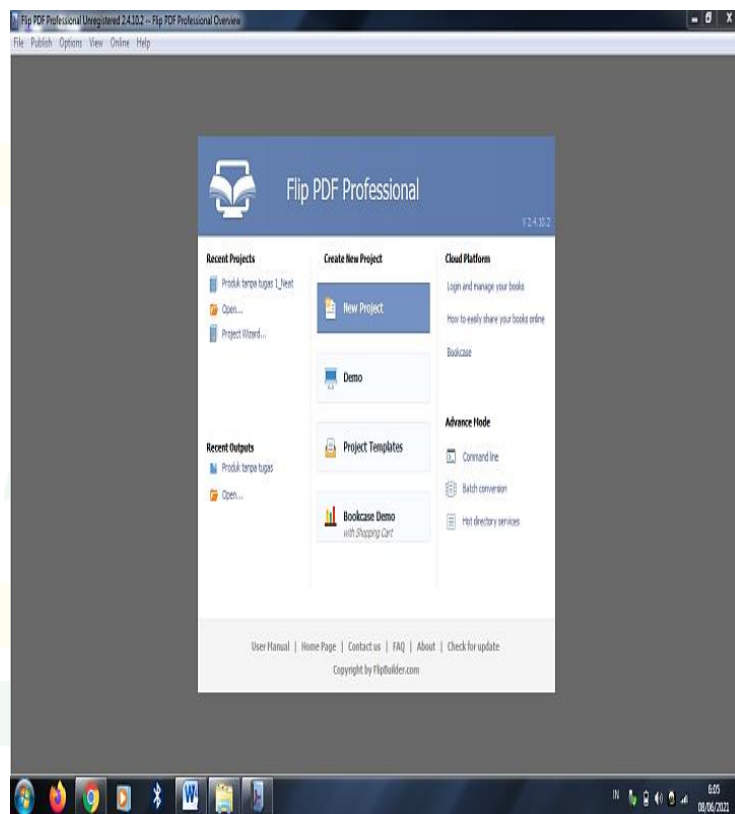 Flip PDF Professional Unregistered 2.4.10.2 -- Flip PDF Professional Overview
File Publish Options View Online Help
Flip PDF Professional
V 2.4.10.2
Recent Projects
Produk tanpa tugas 1_Neat
Open...
Project Wizard...
Recent Outputs
Produk tanpa tugas
Open...
Create New Project
New Project
Demo
Project Templates
Bookcase Demo
with Shopping Cart
Cloud Platform
Login and manage your books
How to easily share your books online
Bookcase
Advance Mode
Command line
Batch conversion
Hot directory services
User Manual | Home Page | Contact us | FAQ | About | Check for update
Copyright by FlipBuilder.com
IN
6:05
08/06/2021